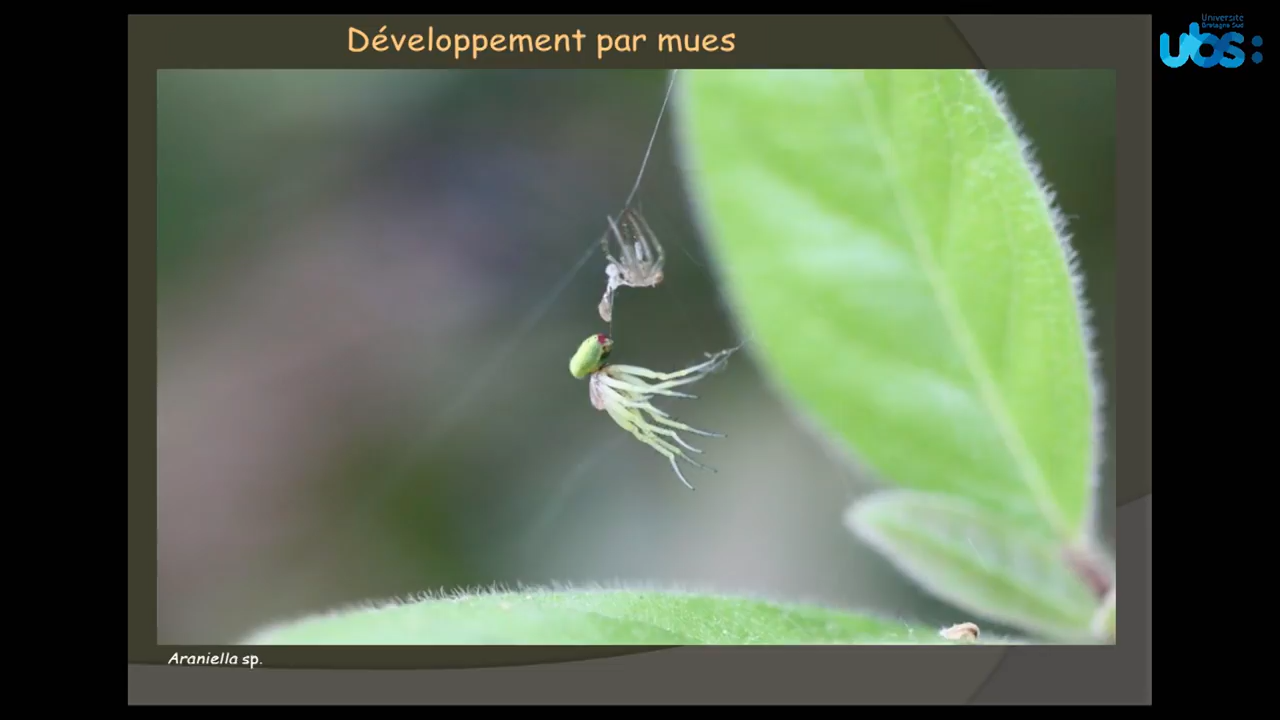 Développement par mues
Université
Bretagne Sud
ubs:
Araniella sp.